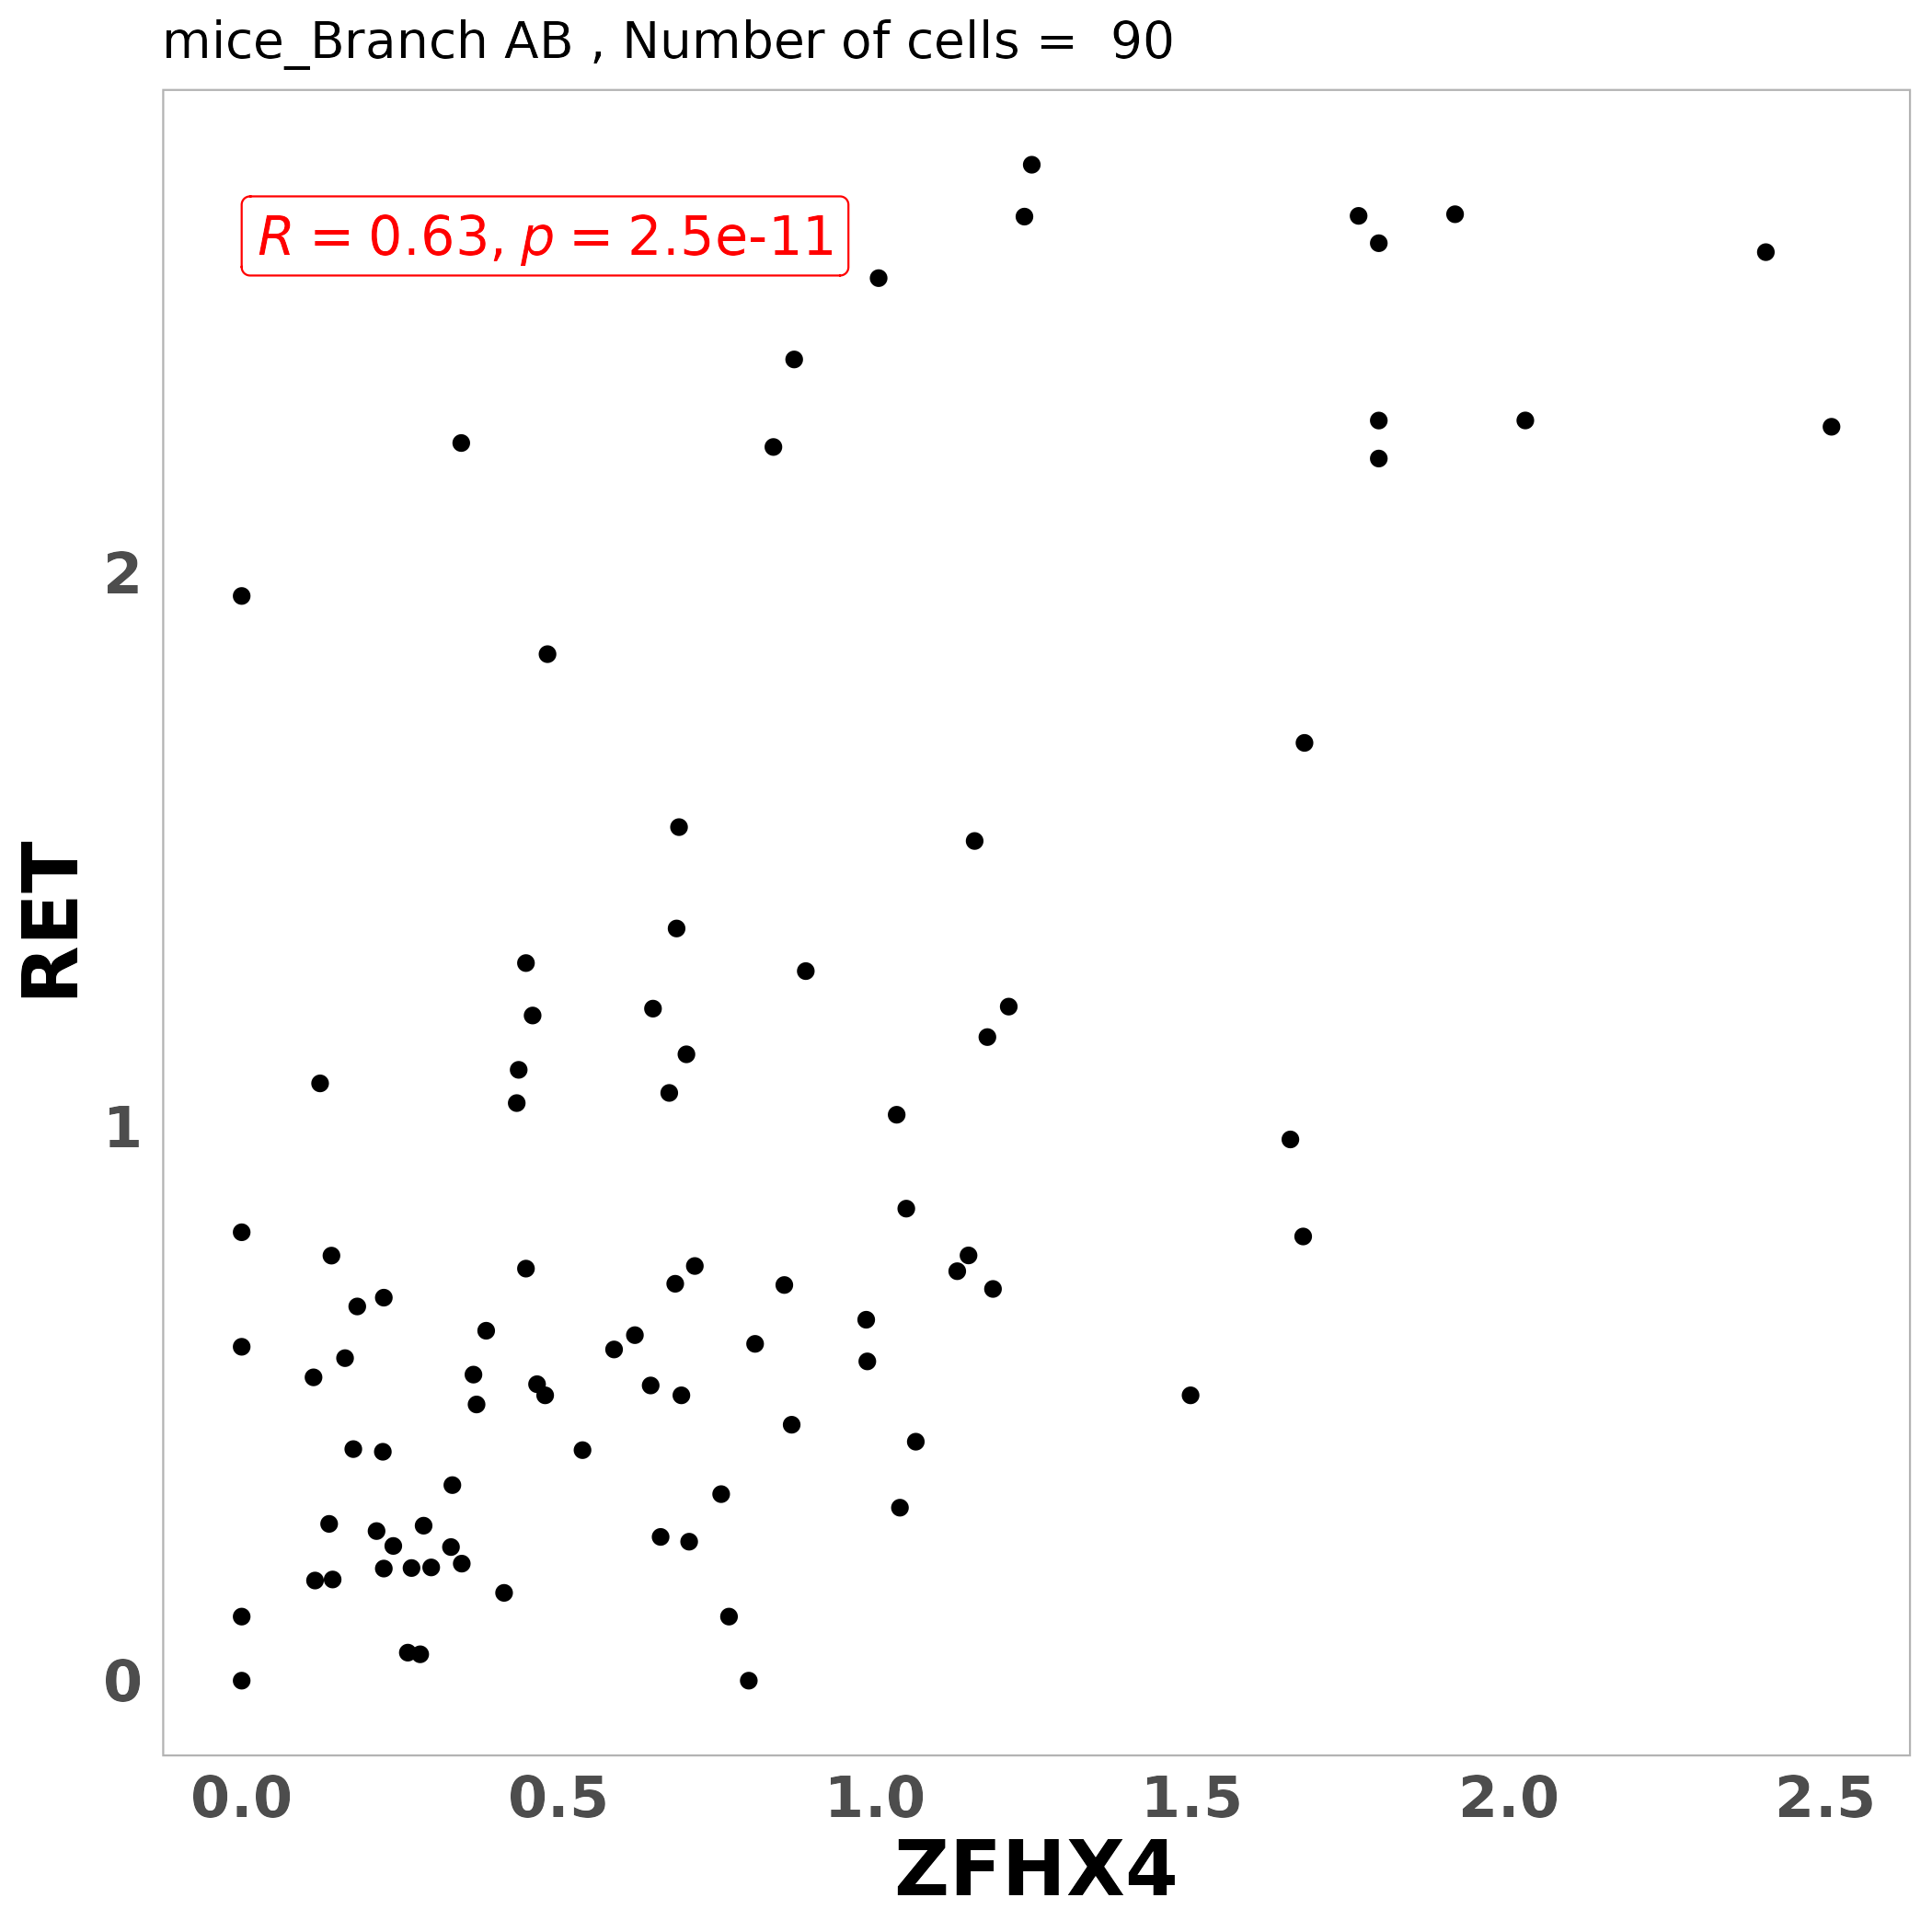 mice_Branch AB , Number of cells =  90
R = 0.63, p = 2.5e-11
RET
2
1
0
0.0 0.5 1.0 1.5 2.0 2.5
ZFHX4